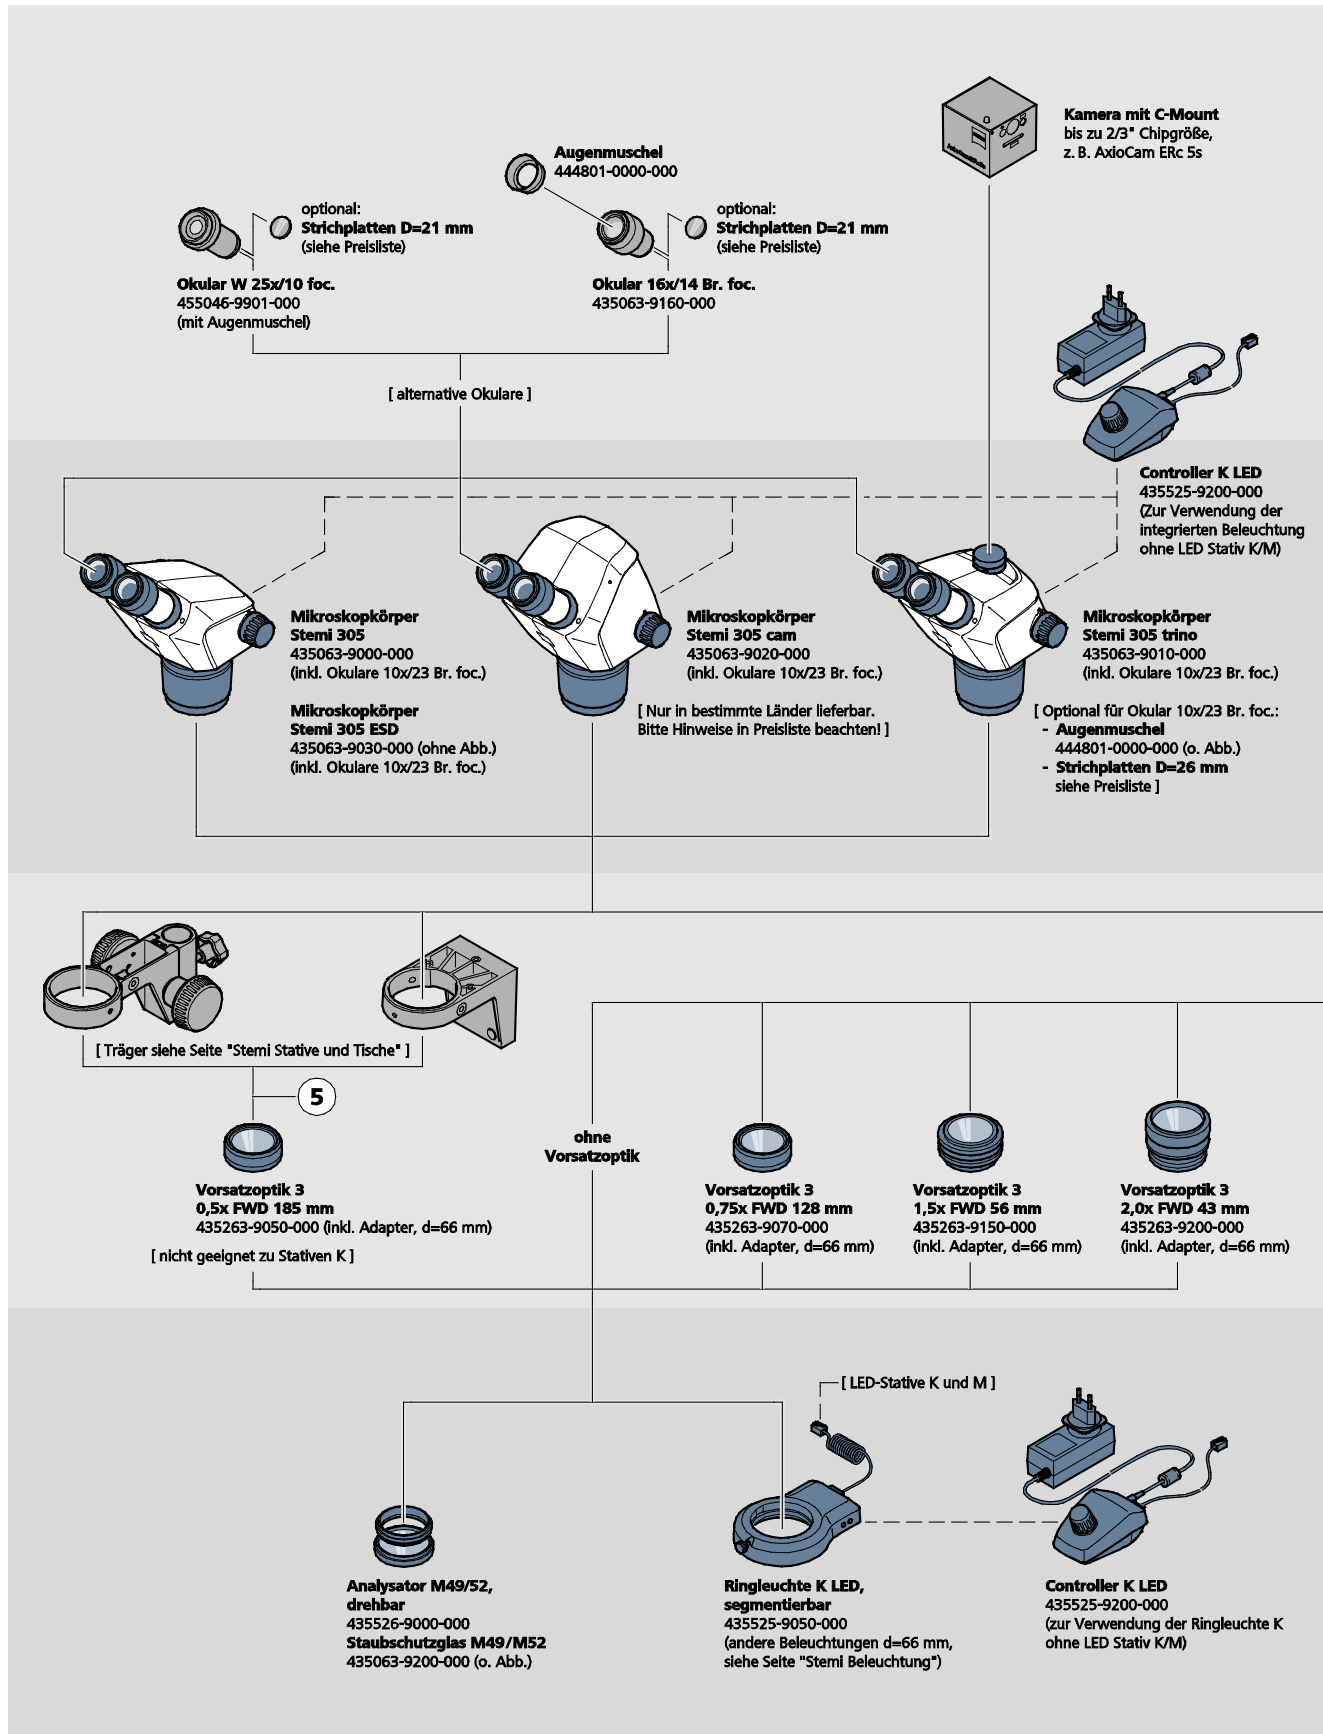 Kamera mit C-Mount
bis zu 2/3" Chipgröße,
z. B. AxioCam ERc 5s
Augenmuschel
444801-0000-000
optional:
Strichplatten D=21 mm
(siehe Preisliste)
optional:
Strichplatten D=21 mm
(siehe Preisliste)
Okular W 25x/10 foc.
455046-9901-000
(mit Augenmuschel)
Okular 16x/14 Br. foc.
435063-9160-000
[ alternative Okulare ]
Controller K LED
435525-9200-000
(Zur Verwendung der
integrierten Beleuchtung
ohne LED Stativ K/M)
Mikroskopkörper
Stemi 305
435063-9000-000
(inkl. Okulare 10x/23 Br. foc.)
Mikroskopkörper
Stemi 305 ESD
435063-9030-000 (ohne Abb.)
(inkl. Okulare 10x/23 Br. foc.)
Mikroskopkörper
Stemi 305 cam
435063-9020-000
(inkl. Okulare 10x/23 Br. foc.)
[ Nur in bestimmte Länder lieferbar.
Bitte Hinweise in Preisliste beachten! ]
Mikroskopkörper
Stemi 305 trino
435063-9010-000
(inkl. Okulare 10x/23 Br. foc.)
[ Optional für Okular 10x/23 Br. foc.:
- Augenmuschel
444801-0000-000 (o. Abb.)
- Strichplatten D=26 mm
siehe Preisliste ]
[ Träger siehe Seite "Stemi Stative und Tische" ]
5
ohne
Vorsatzoptik
Vorsatzoptik 3
0,5x FWD 185 mm
435263-9050-000 (inkl. Adapter, d=66 mm)
[ nicht geeignet zu Stativen K ]
Vorsatzoptik 3
0,75x FWD 128 mm
435263-9070-000
(inkl. Adapter, d=66 mm)
Vorsatzoptik 3
1,5x FWD 56 mm
435263-9150-000
(inkl. Adapter, d=66 mm)
Vorsatzoptik 3
2,0x FWD 43 mm
435263-9200-000
(inkl. Adapter, d=66 mm)
[ LED-Stative K und M ]
Analysator M49/52,
drehbar
435526-9000-000
Staubschutzglas M49/M52
435063-9200-000 (o. Abb.)
Ringleuchte K LED,
segmentierbar
435525-9050-000
(andere Beleuchtungen d=66 mm,
siehe Seite "Stemi Beleuchtung")
Controller K LED
435525-9200-000
(zur Verwendung der Ringleuchte K
ohne LED Stativ K/M)